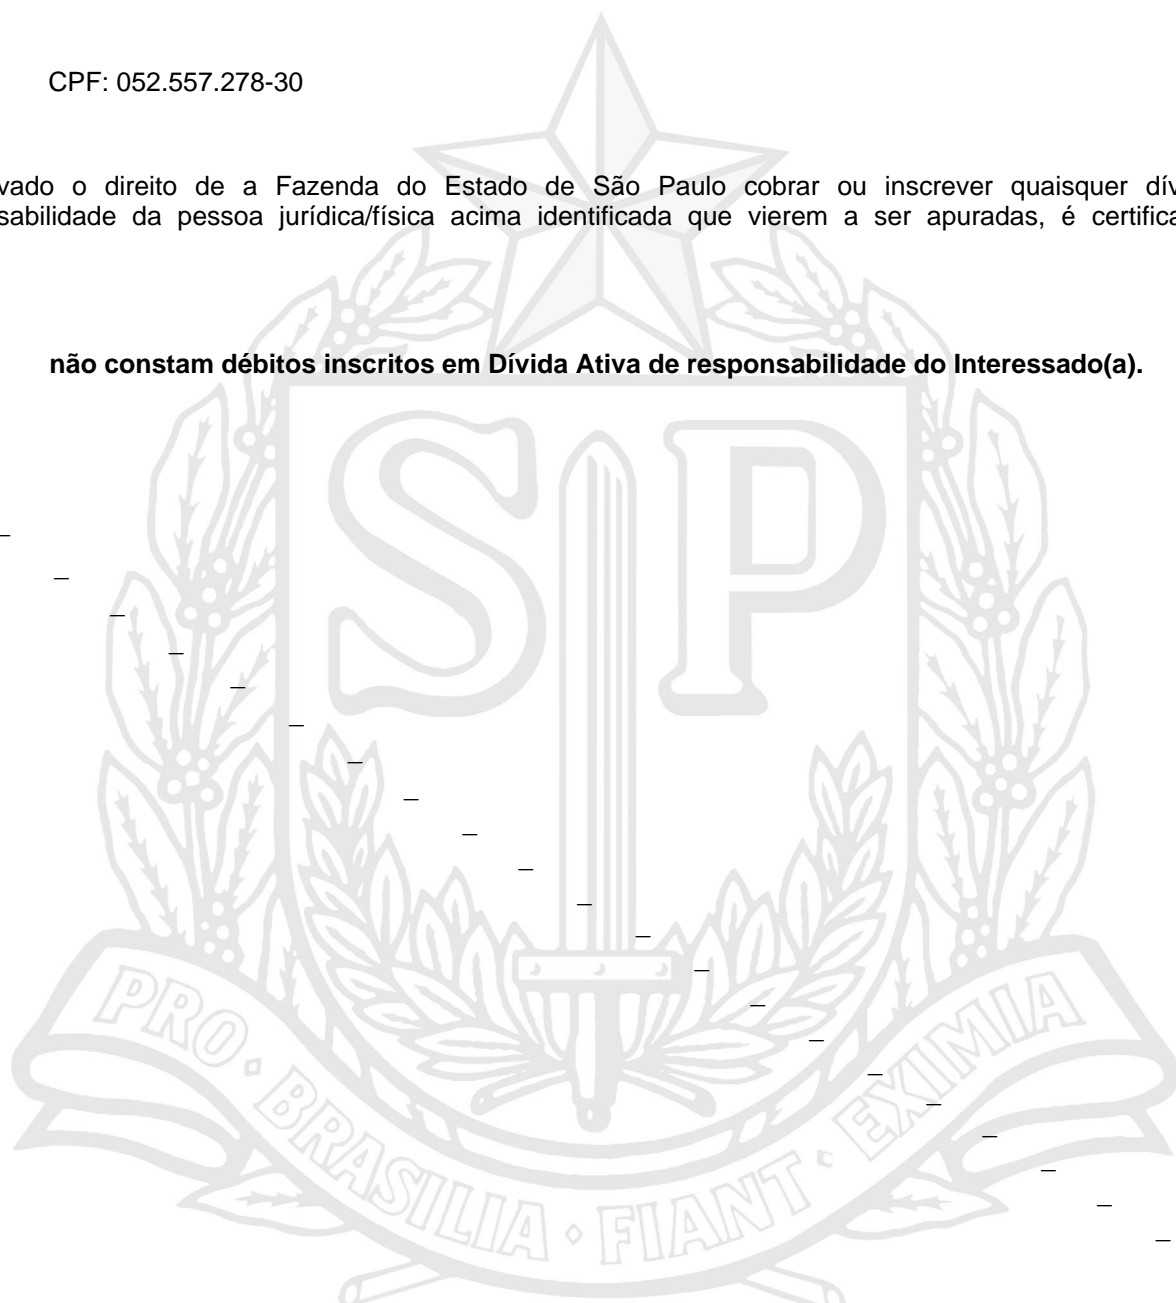 CPF: 052.557.278-30
vado o direito de a Fazenda do Estado de São Paulo cobrar ou inscrever quaisquer dív
sabilidade da pessoa jurídica/física acima identificada que vierem a ser apuradas, é certifica
não constam débitos inscritos em Dívida Ativa de responsabilidade do Interessado(a).
SP
PRO • BRASILIA • FIANT • EXIMIA